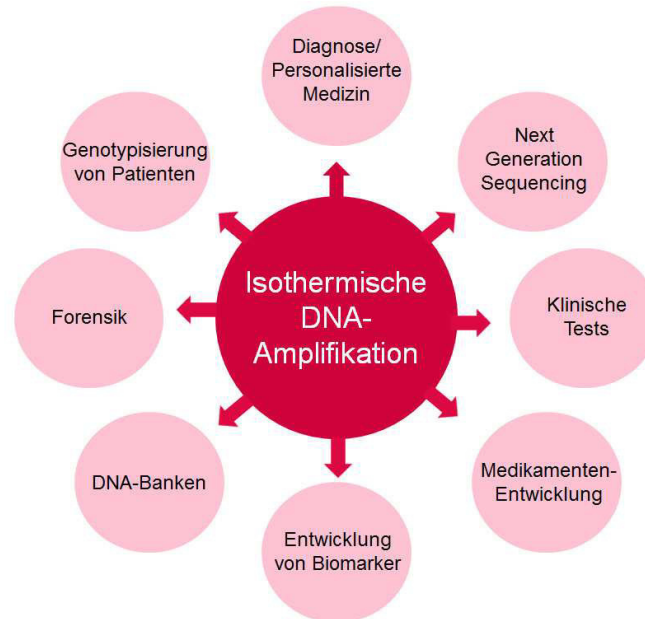 Diagnose/
Personalisierte
Medizin
Next
Generation
Sequencing
Klinische
Tests
Medikamenten-
Entwicklung
Entwicklung
von Biomarker
DNA-Banken
Forensik
Genotypisierung
von Patienten
Isothermische
DNA-
Amplifikation